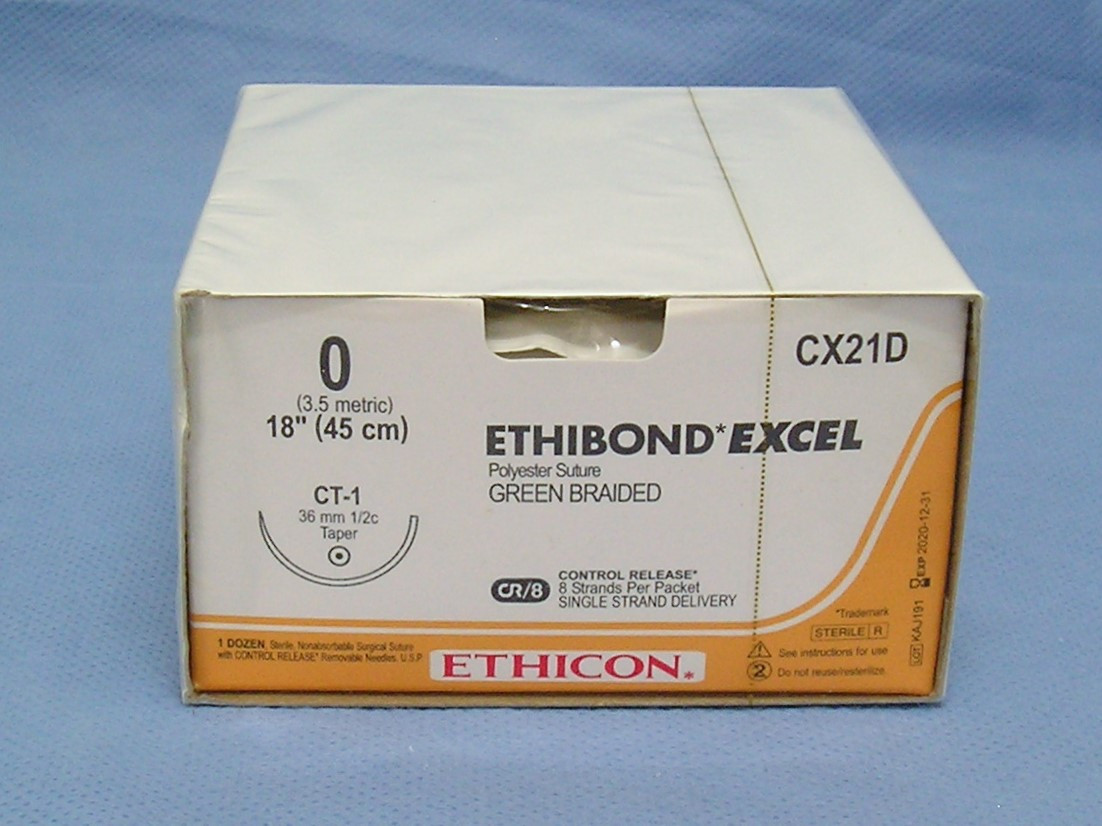 0
(3.5 metric)
18" (45 cm)
CT-1
36 mm 1/2c
Taper
CX21D
ETHIBOND*EXCEL
Polyester Suture
GREEN BRAIDED
CR/8
CONTROL RELEASE*
8 Strands Per Packet
SINGLE STRAND DELIVERY
1 DOZEN, Sterile, Nonabsorbable Surgical Suture
with CONTROL RELEASE* Removable Needles, U.S.P
ETHICON*
*Trademark
STERILE R
See instructions for use
2 Do not reuse/resterilize.
LOT KAJ191
EXP 2020-12-31